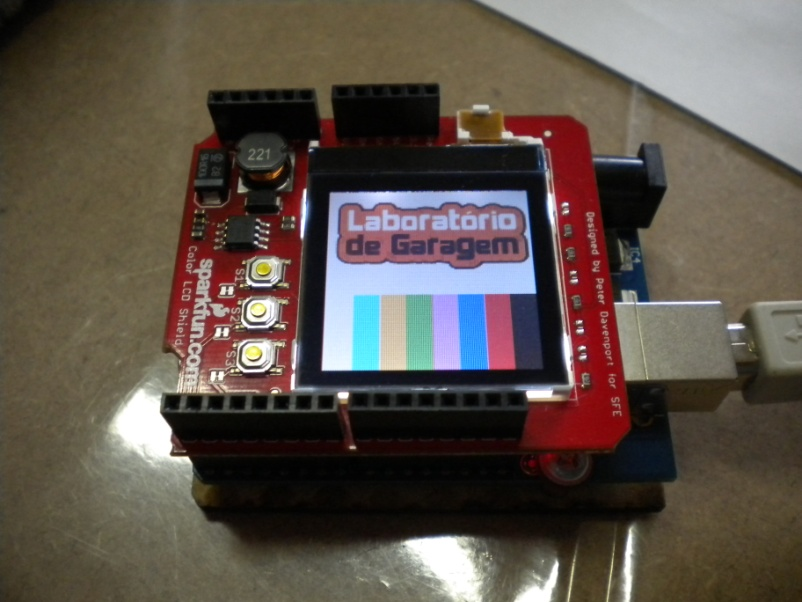 221
Laboratório
de Garagem
S1
S2
S3
sparkfun.com
Color LCD Shield
Designed by Peter Davenport for SFE